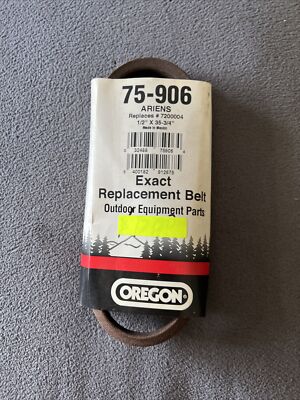 75-906
ARIENS
Replaces # 7200004
1/2" X 35-3/4"
Made in Mexico
Exact
Replacement Belt
Outdoor Equipment Parts
OREGON